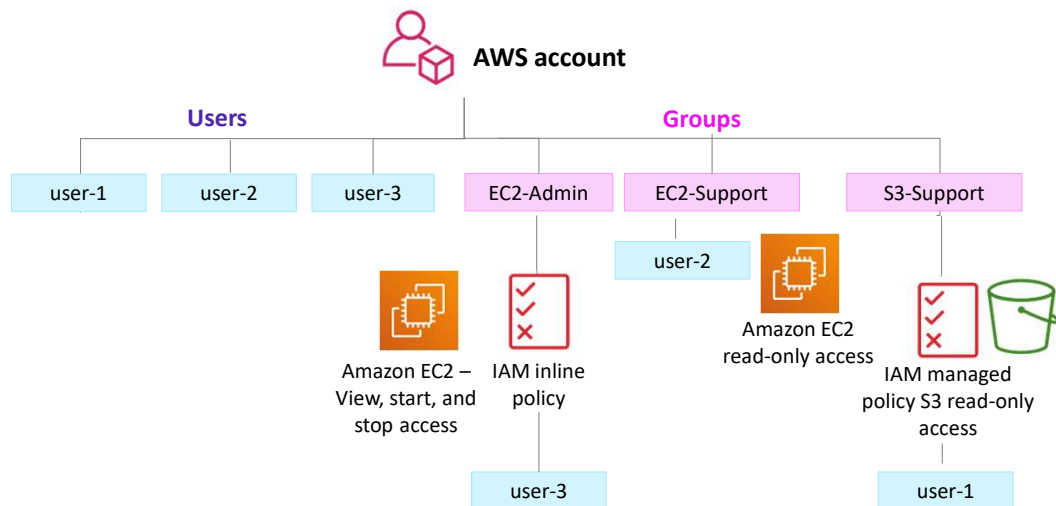 AWS account
Users
Groups
user-1
user-2
user-3
EC2-Admin
EC2-Support
S3-Support
user-2
Amazon EC2 –
View, start, and
stop access
IAM inline
policy
Amazon EC2
read-only access
IAM managed
policy S3 read-only
access
user-3
user-1